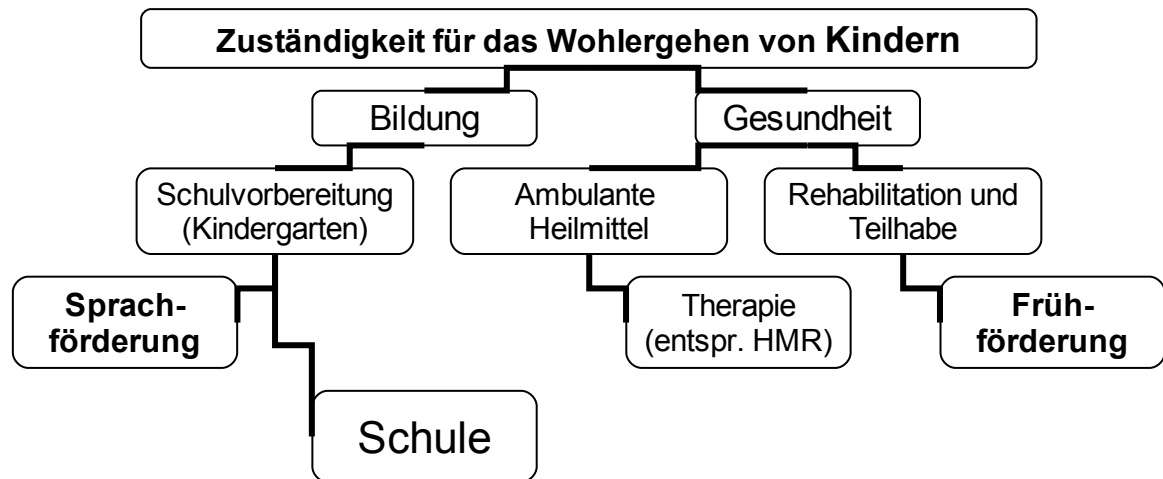 Zuständigkeit für das Wohlergehen von Kindern
Bildung
Gesundheit
Schulvorbereitung
(Kindergarten)
Ambulante
Heilmittel
Rehabilitation und
Teilhabe
Sprach-
förderung
Therapie
(entspr. HMR)
Früh-
förderung
Schule